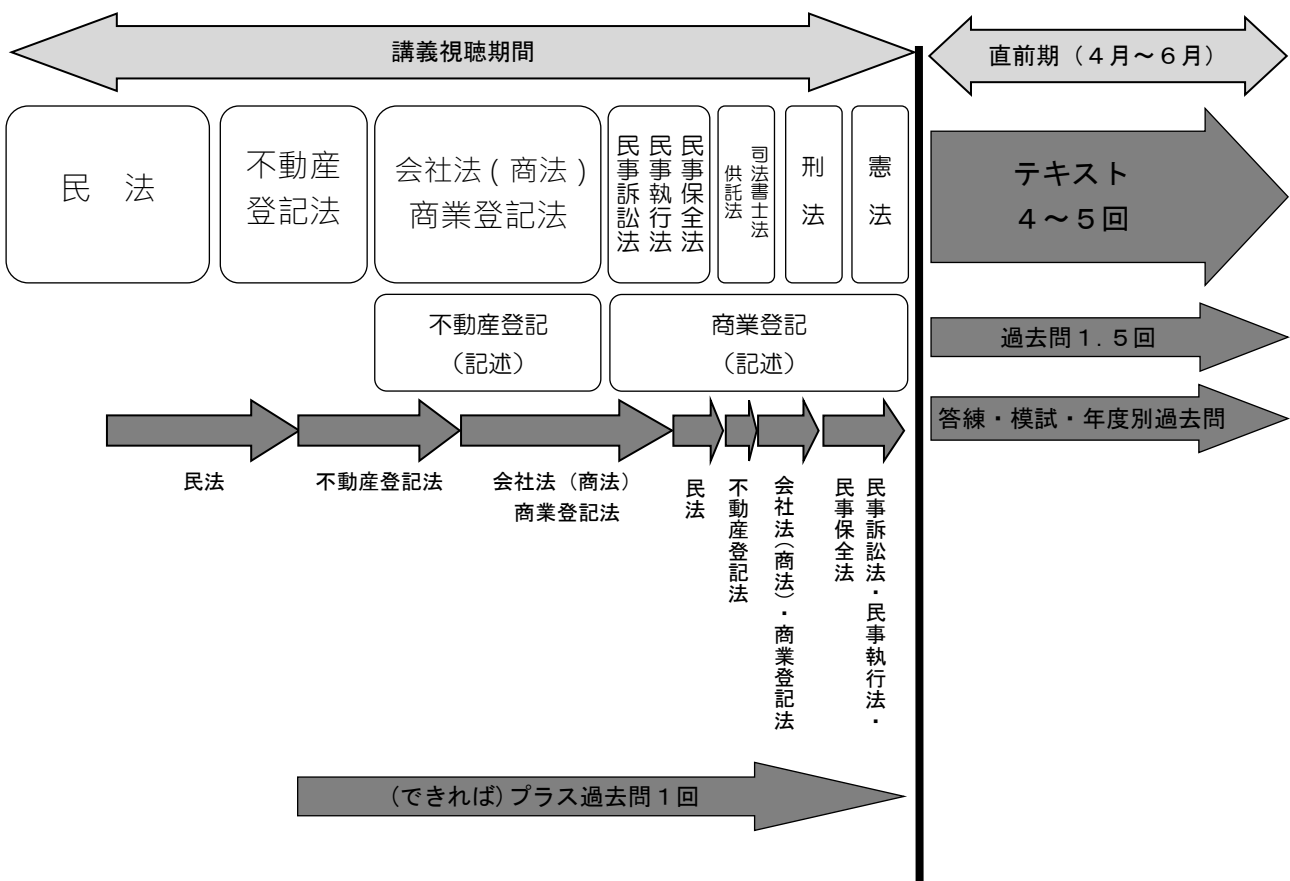 講義視聴期間
直前期（４月～６月）
民　法
不動産
登記法
会社法(商法)
商業登記法
民事保全法
民事執行法
民事訴訟法
司法書士法
供託法
刑法
憲法
テキスト
４～５回
不動産登記
（記述）
商業登記
（記述）
過去問１．５回
答練・模試・年度別過去問
民法
不動産登記法
会社法（商法）
商業登記法
民法
不動産登記法
会社法(商法)・商業登記法
民事訴訟法・民事執行法・
民事保全法
(できれば)プラス過去問１回